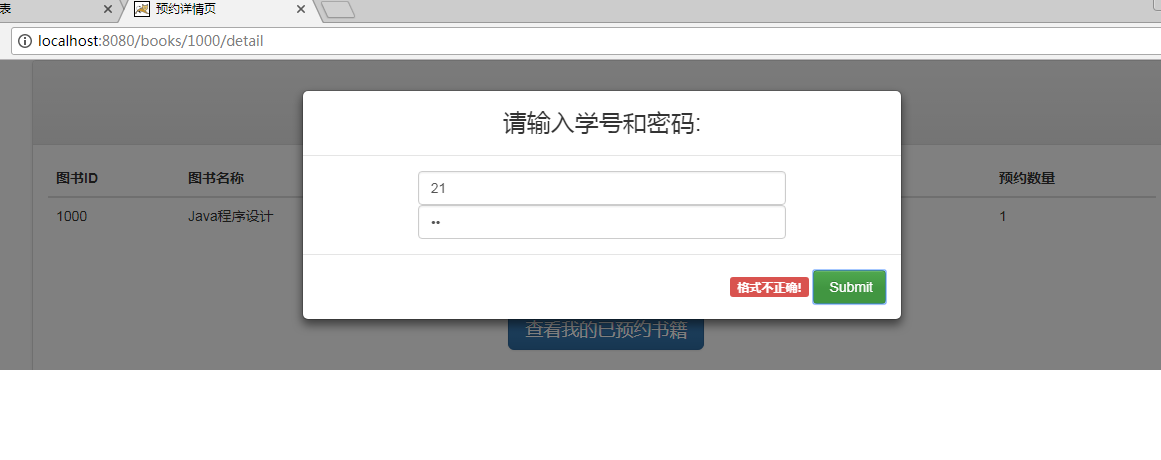 表
预约详情页
localhost:8080/books/1000/detail
请输入学号和密码:
图书ID 图书名称 预约数量
21
1000 Java程序设计 1
••
格式不正确! Submit
查看我的已预约书籍